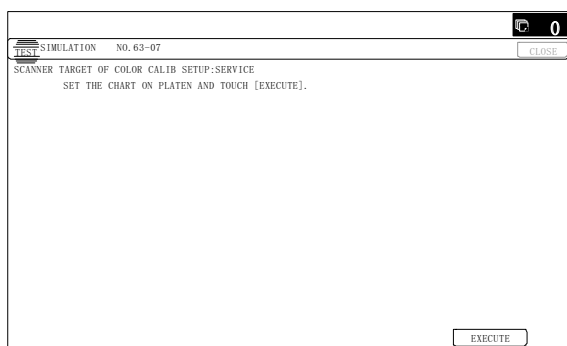 0
TEST SIMULATION NO.63-07
CLOSE
SCANNER TARGET OF COLOR CALIB SETUP:SERVICE
SET THE CHART ON PLATEN AND TOUCH [EXECUTE].
EXECUTE